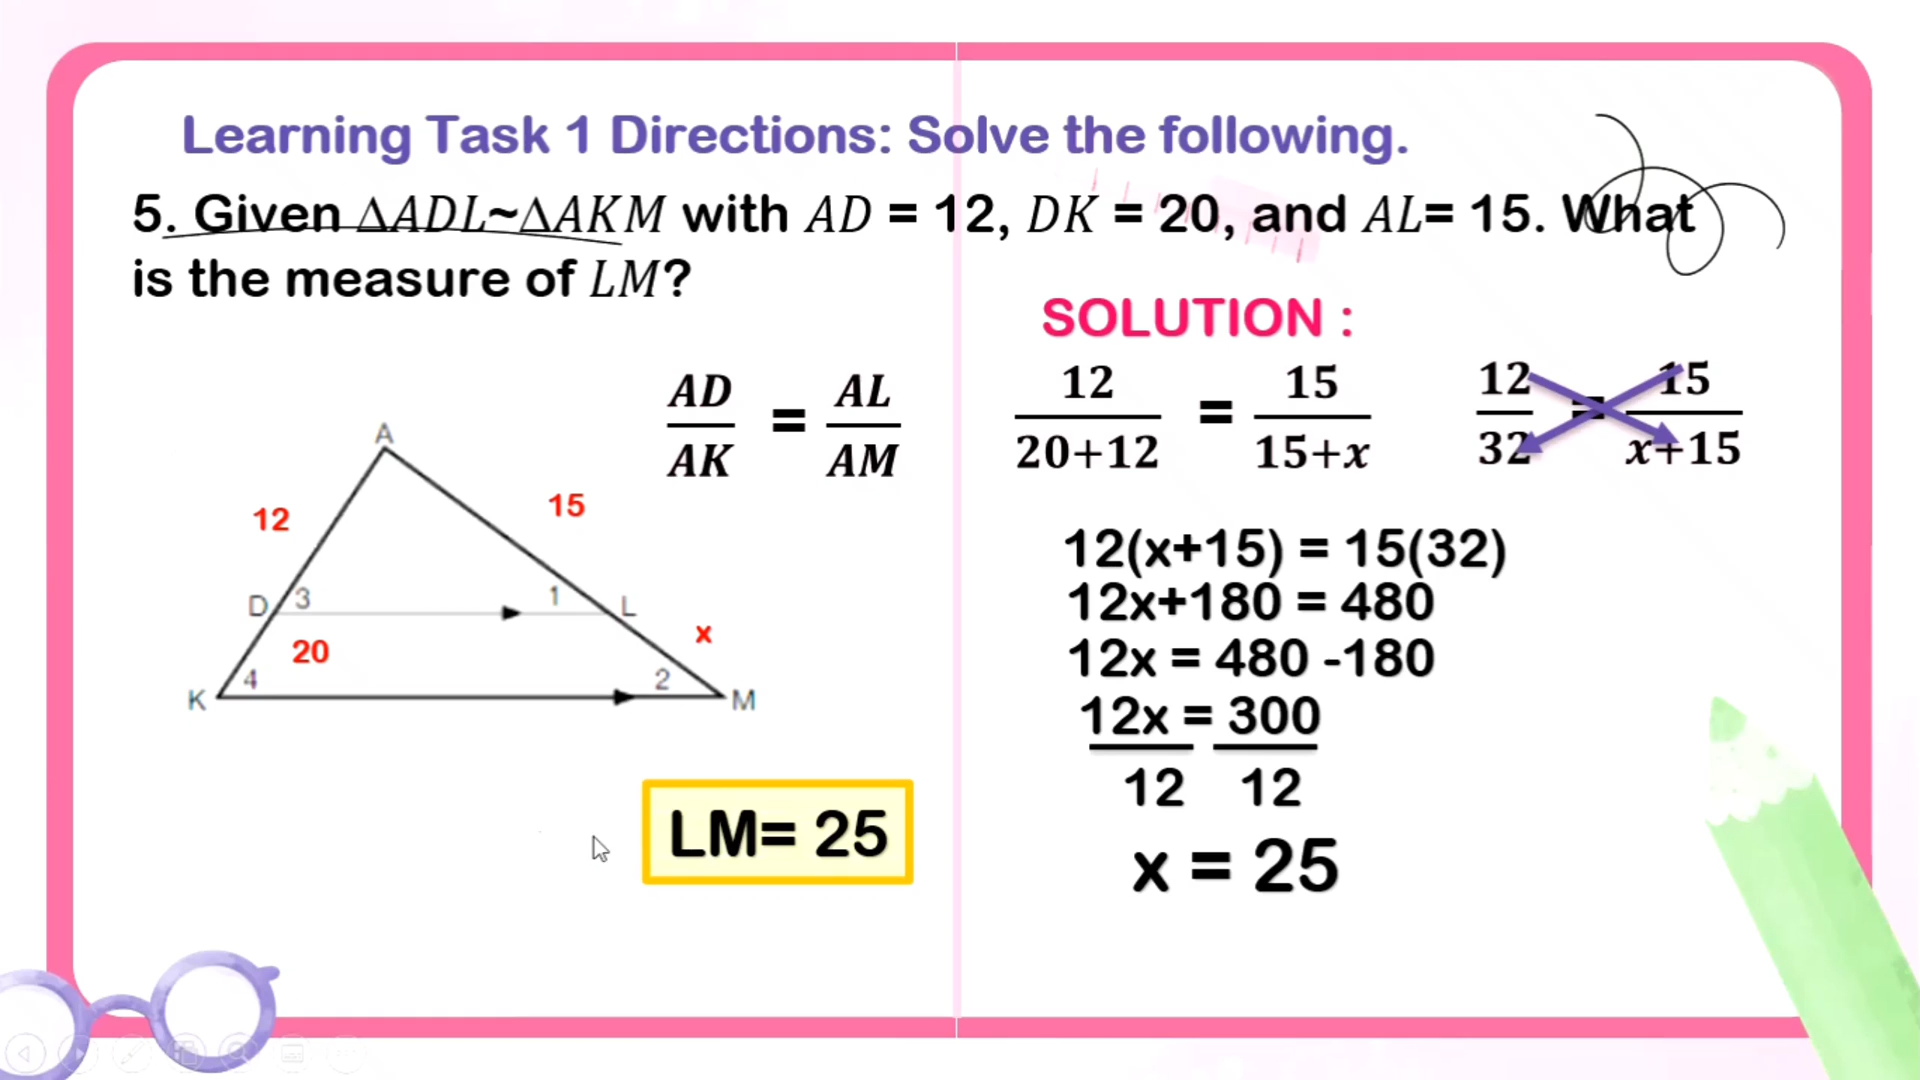 Learning Task 1 Directions: Solve the following.
5. Given ∆ADL~∆AKM with AD = 12, DK = 20, and AL= 15. What
is the measure of LM?
AD/AK = AL/AM
A
12
15
D
3
1
L
20
x
4
2
K
M
LM= 25
SOLUTION :
12/20+12 = 15/15+x
12/32 = 15/x+15
12(x+15) = 15(32)
12x+180 = 480
12x = 480 -180
12x = 300
12 12
x = 25